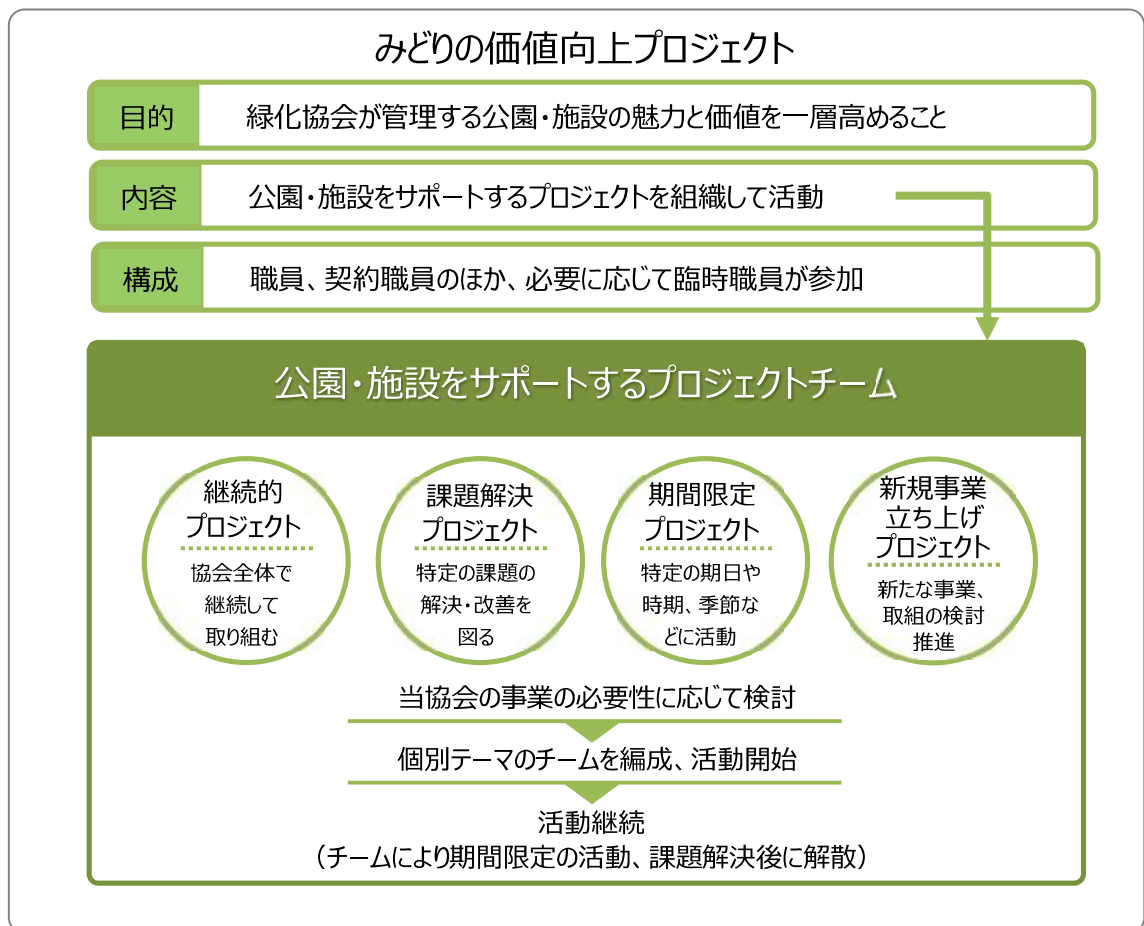 みどりの価値向上プロジェクト
目的
緑化協会が管理する公園・施設の魅力と価値を一層高めること
内容
公園・施設をサポートするプロジェクトを組織して活動
構成
職員、契約職員のほか、必要に応じて臨時職員が参加
公園・施設をサポートするプロジェクトチーム
継続的
プロジェクト
協会全体で
継続して
取り組む
課題解決
プロジェクト
特定の課題の
解決・改善を
図る
期間限定
プロジェクト
特定の期日や
時期、季節な
どに活動
新規事業
立ち上げ
プロジェクト
新たな事業、
取組の検討
推進
当協会の事業の必要性に応じて検討
個別テーマのチームを編成、活動開始
活動継続
（チームにより期間限定の活動、課題解決後に解散）